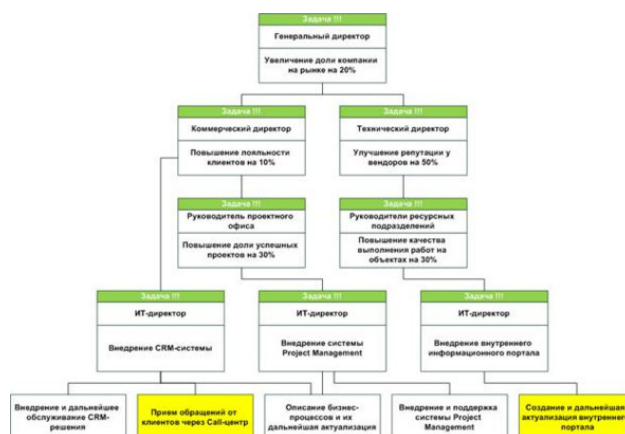 Задача !!!
Генеральный директор
Увеличение доли компании
на рынке на 20%
Задача !!!
Коммерческий директор
Повышение лояльности
клиентов на 10%
Задача !!!
Технический директор
Улучшение репутации у
вендоров на 50%
Задача !!!
Руководитель проектного
офиса
Повышение доли успешных
проектов на 30%
Задача !!!
Руководители ресурсных
подразделений
Повышение качества
выполнения работ на
объектах на 30%
Задача !!!
ИТ-директор
Внедрение CRM-системы
Задача !!!
ИТ-директор
Внедрение системы
Project Management
Задача !!!
ИТ-директор
Внедрение внутреннего
информационного портала
Внедрение и дальнейшее
обслуживание CRM-
решения
Прием обращений от
клиентов через Call-центр
Описание бизнес-
процессов и их
дальнейшая актуализация
Внедрение и поддержка
системы Project
Management
Создание и дальнейшая
актуализация внутреннего
портала